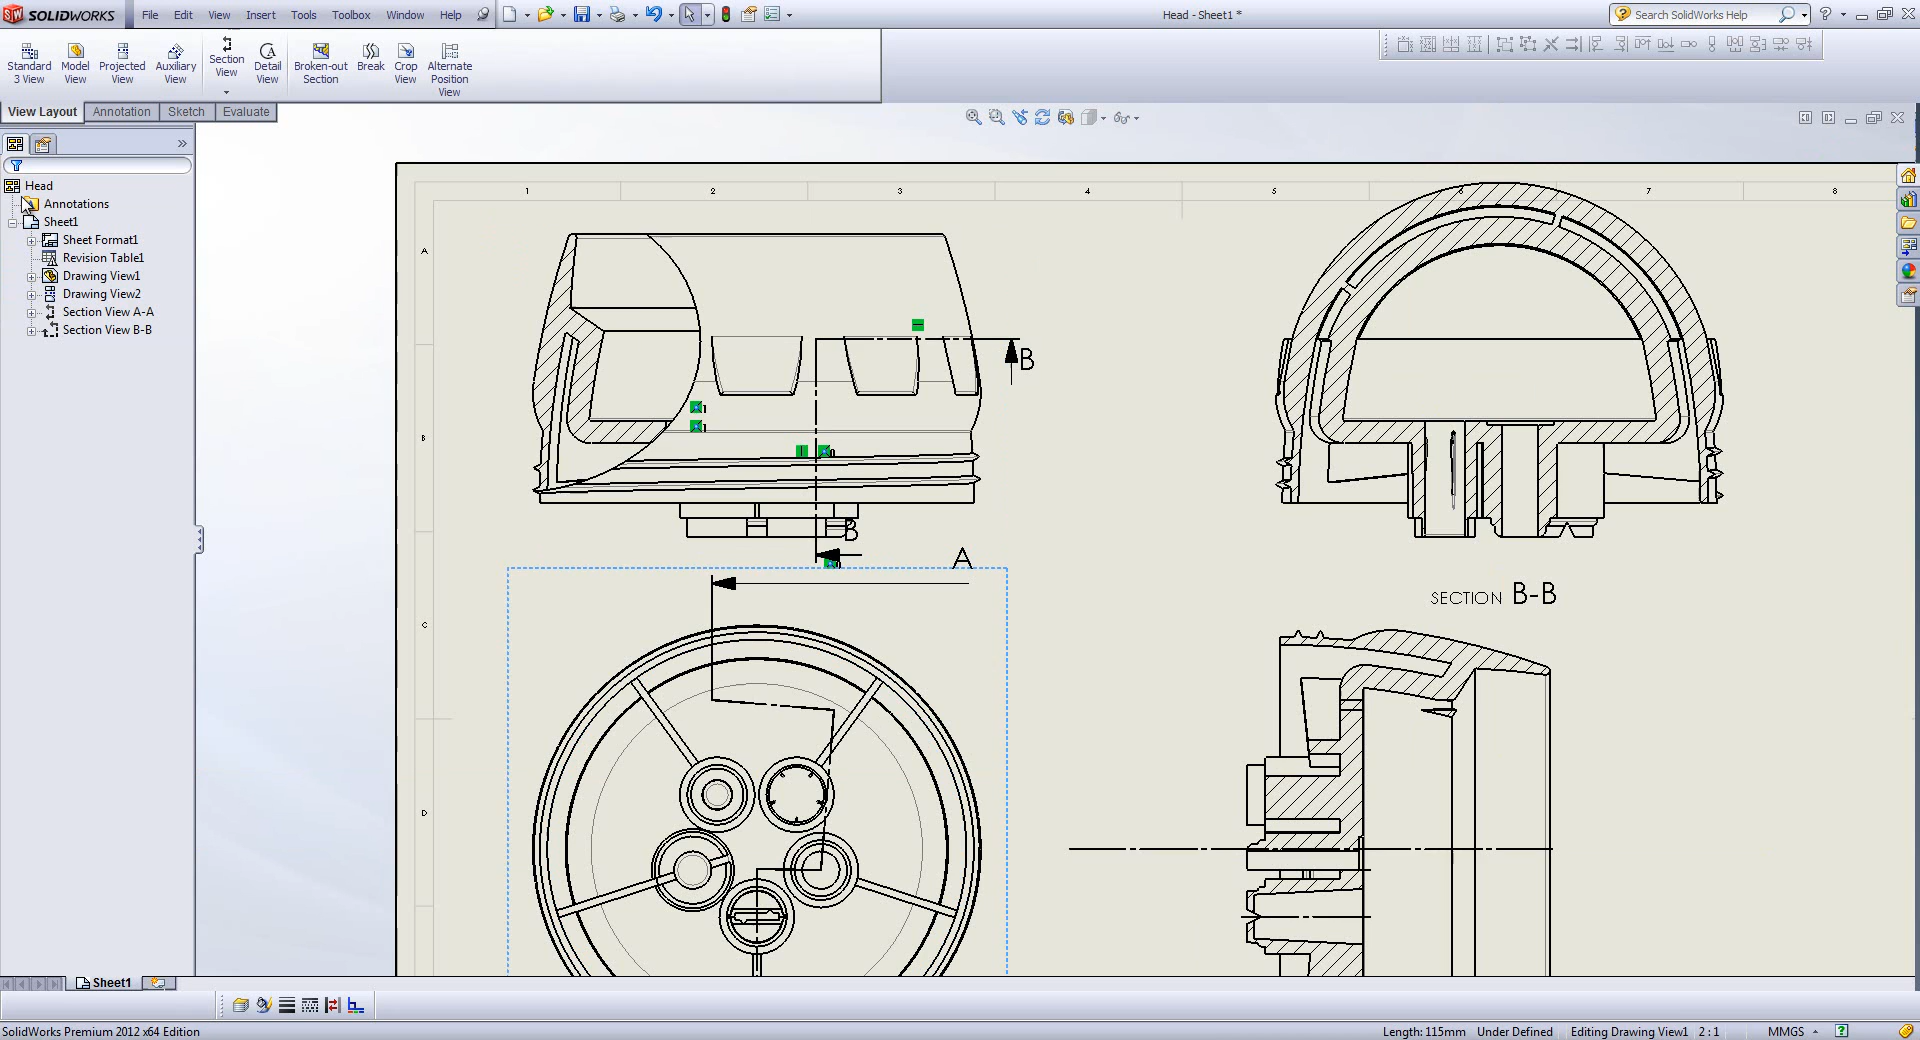 SOLIDWORKS File Edit View Insert Tools Toolbox Window Help Head - Sheet1 * Search SolidWorks Help ?
Standard 3 View
Model View
Projected View
Auxiliary View
Section View
Detail View
Broken-out Section
Break
Crop View
Alternate Position View
View Layout Annotation Sketch Evaluate
Head
Annotations
Sheet1
Sheet Format1
Revision Table1
Drawing View1
Drawing View2
Section View A-A
Section View B-B
1 2 3 4 5 6 7 8
A
B
B
B
A
SECTION B-B
C
D
Sheet1
SolidWorks Premium 2012 x64 Edition Length: 115mm Under Defined Editing Drawing View1 2 : 1 MMGS ?